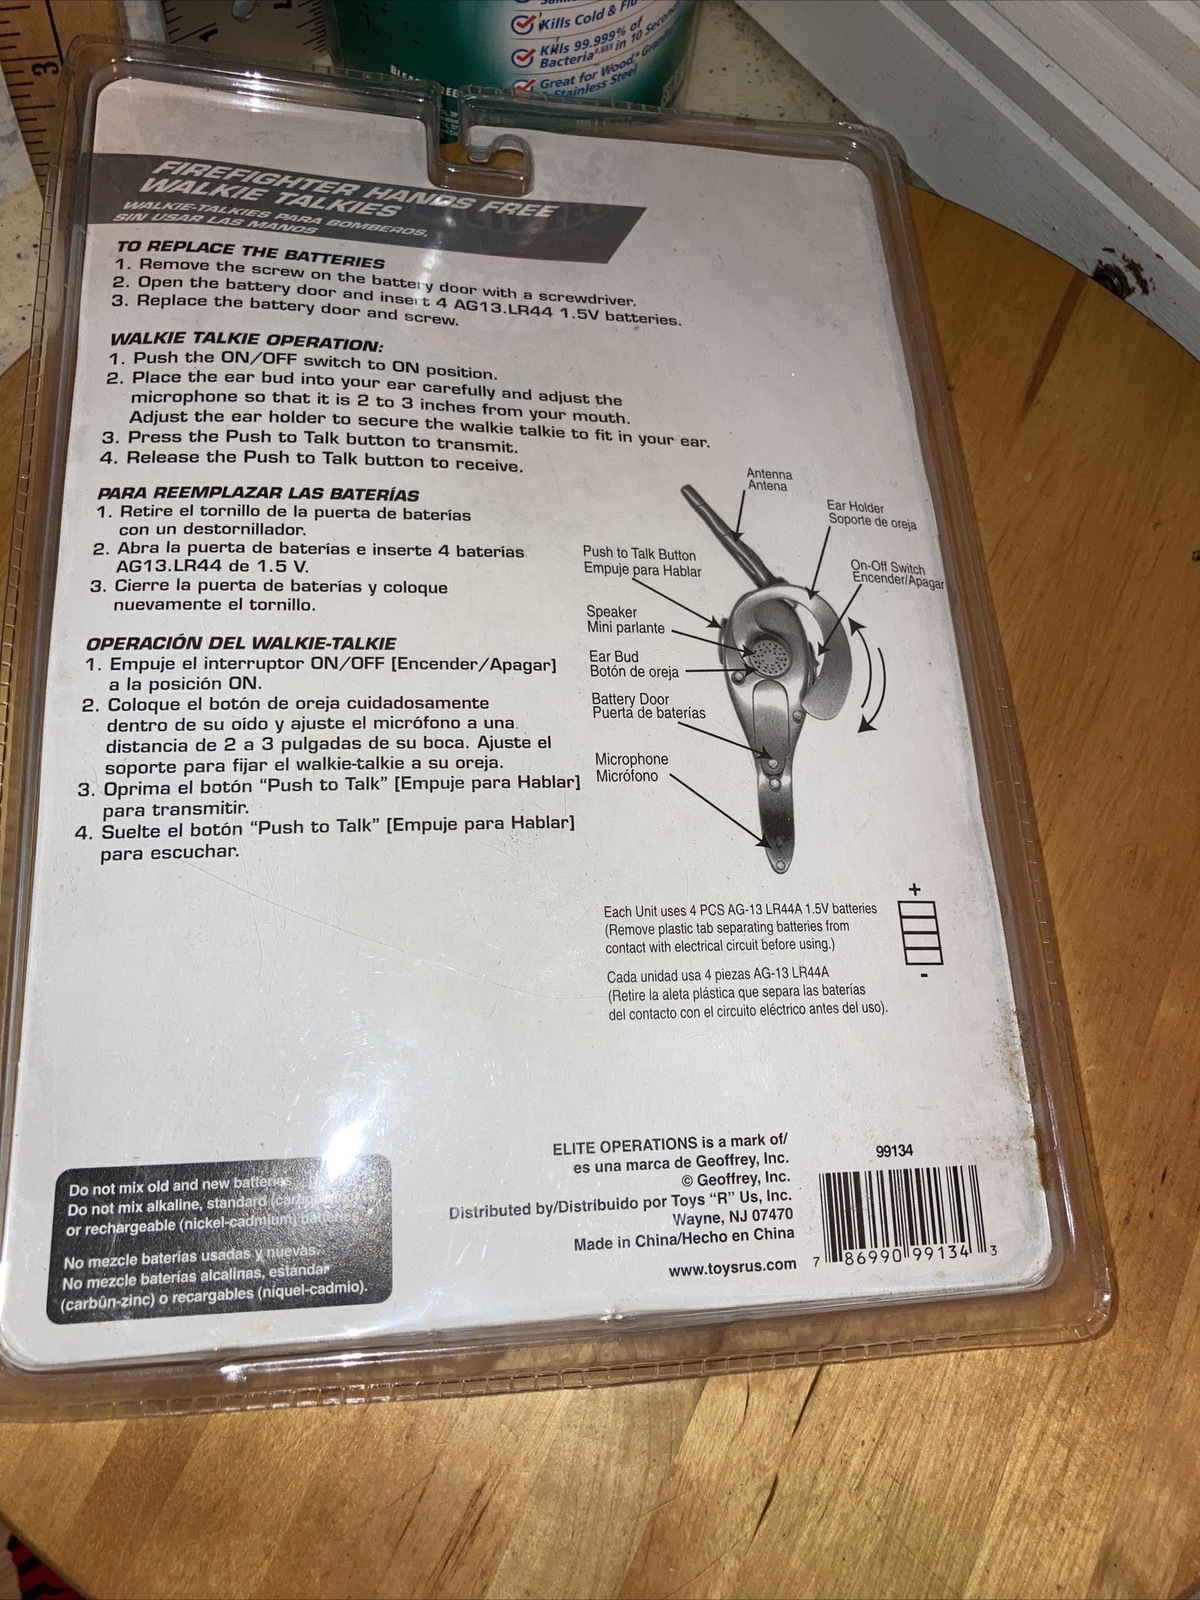 3
1
Kills Cold & Flu
Kills 99.999% of
Bacteria in 10 Seconds
Great for Wood, Granite
Stainless Steel
FIREFIGHTER HANDS FREE
WALKIE TALKIES
WALKIE-TALKIES PARA BOMBEROS,
SIN USAR LAS MANOS
TO REPLACE THE BATTERIES
1. Remove the screw on the battery door with a screwdriver.
2. Open the battery door and insert 4 AG13.LR44 1.5V batteries.
3. Replace the battery door and screw.
WALKIE TALKIE OPERATION:
1. Push the ON/OFF switch to ON position.
2. Place the ear bud into your ear carefully and adjust the
microphone so that it is 2 to 3 inches from your mouth.
Adjust the ear holder to secure the walkie talkie to fit in your ear.
3. Press the Push to Talk button to transmit.
4. Release the Push to Talk button to receive.
PARA REEMPLAZAR LAS BATERÍAS
1. Retire el tornillo de la puerta de baterías
con un destornillador.
2. Abra la puerta de baterías e inserte 4 baterías
AG13.LR44 de 1.5 V.
3. Cierre la puerta de baterías y coloque
nuevamente el tornillo.
OPERACIÓN DEL WALKIE-TALKIE
1. Empuje el interruptor ON/OFF [Encender/Apagar]
a la posición ON.
2. Coloque el botón de oreja cuidadosamente
dentro de su oído y ajuste el micrófono a una
distancia de 2 a 3 pulgadas de su boca. Ajuste el
soporte para fijar el walkie-talkie a su oreja.
3. Oprima el botón “Push to Talk” [Empuje para Hablar]
para transmitir.
4. Suelte el botón “Push to Talk” [Empuje para Hablar]
para escuchar.
Antenna
Antena
Ear Holder
Soporte de oreja
Push to Talk Button
Empuje para Hablar
On-Off Switch
Encender/Apagar
Speaker
Mini parlante
Ear Bud
Botón de oreja
Battery Door
Puerta de baterías
Microphone
Micrófono
Each Unit uses 4 PCS AG-13 LR44A 1.5V batteries
(Remove plastic tab separating batteries from
contact with electrical circuit before using.)
Cada unidad usa 4 piezas AG-13 LR44A
(Retire la aleta plástica que separa las baterías
del contacto con el circuito eléctrico antes del uso).
+
-
Do not mix old and new batteries
Do not mix alkaline, standard
or rechargeable (nickel-cadmium) batteries
No mezcle baterías usadas y nuevas.
No mezcle baterías alcalinas, estándar
(carbûn-zinc) o recargables (níquel-cadmio).
ELITE OPERATIONS is a mark of/
es una marca de Geoffrey, Inc.
© Geoffrey, Inc.
Distributed by/Distribuido por Toys “R” Us, Inc.
Wayne, NJ 07470
Made in China/Hecho en China
www.toysrus.com
99134
7 86990 99134 3